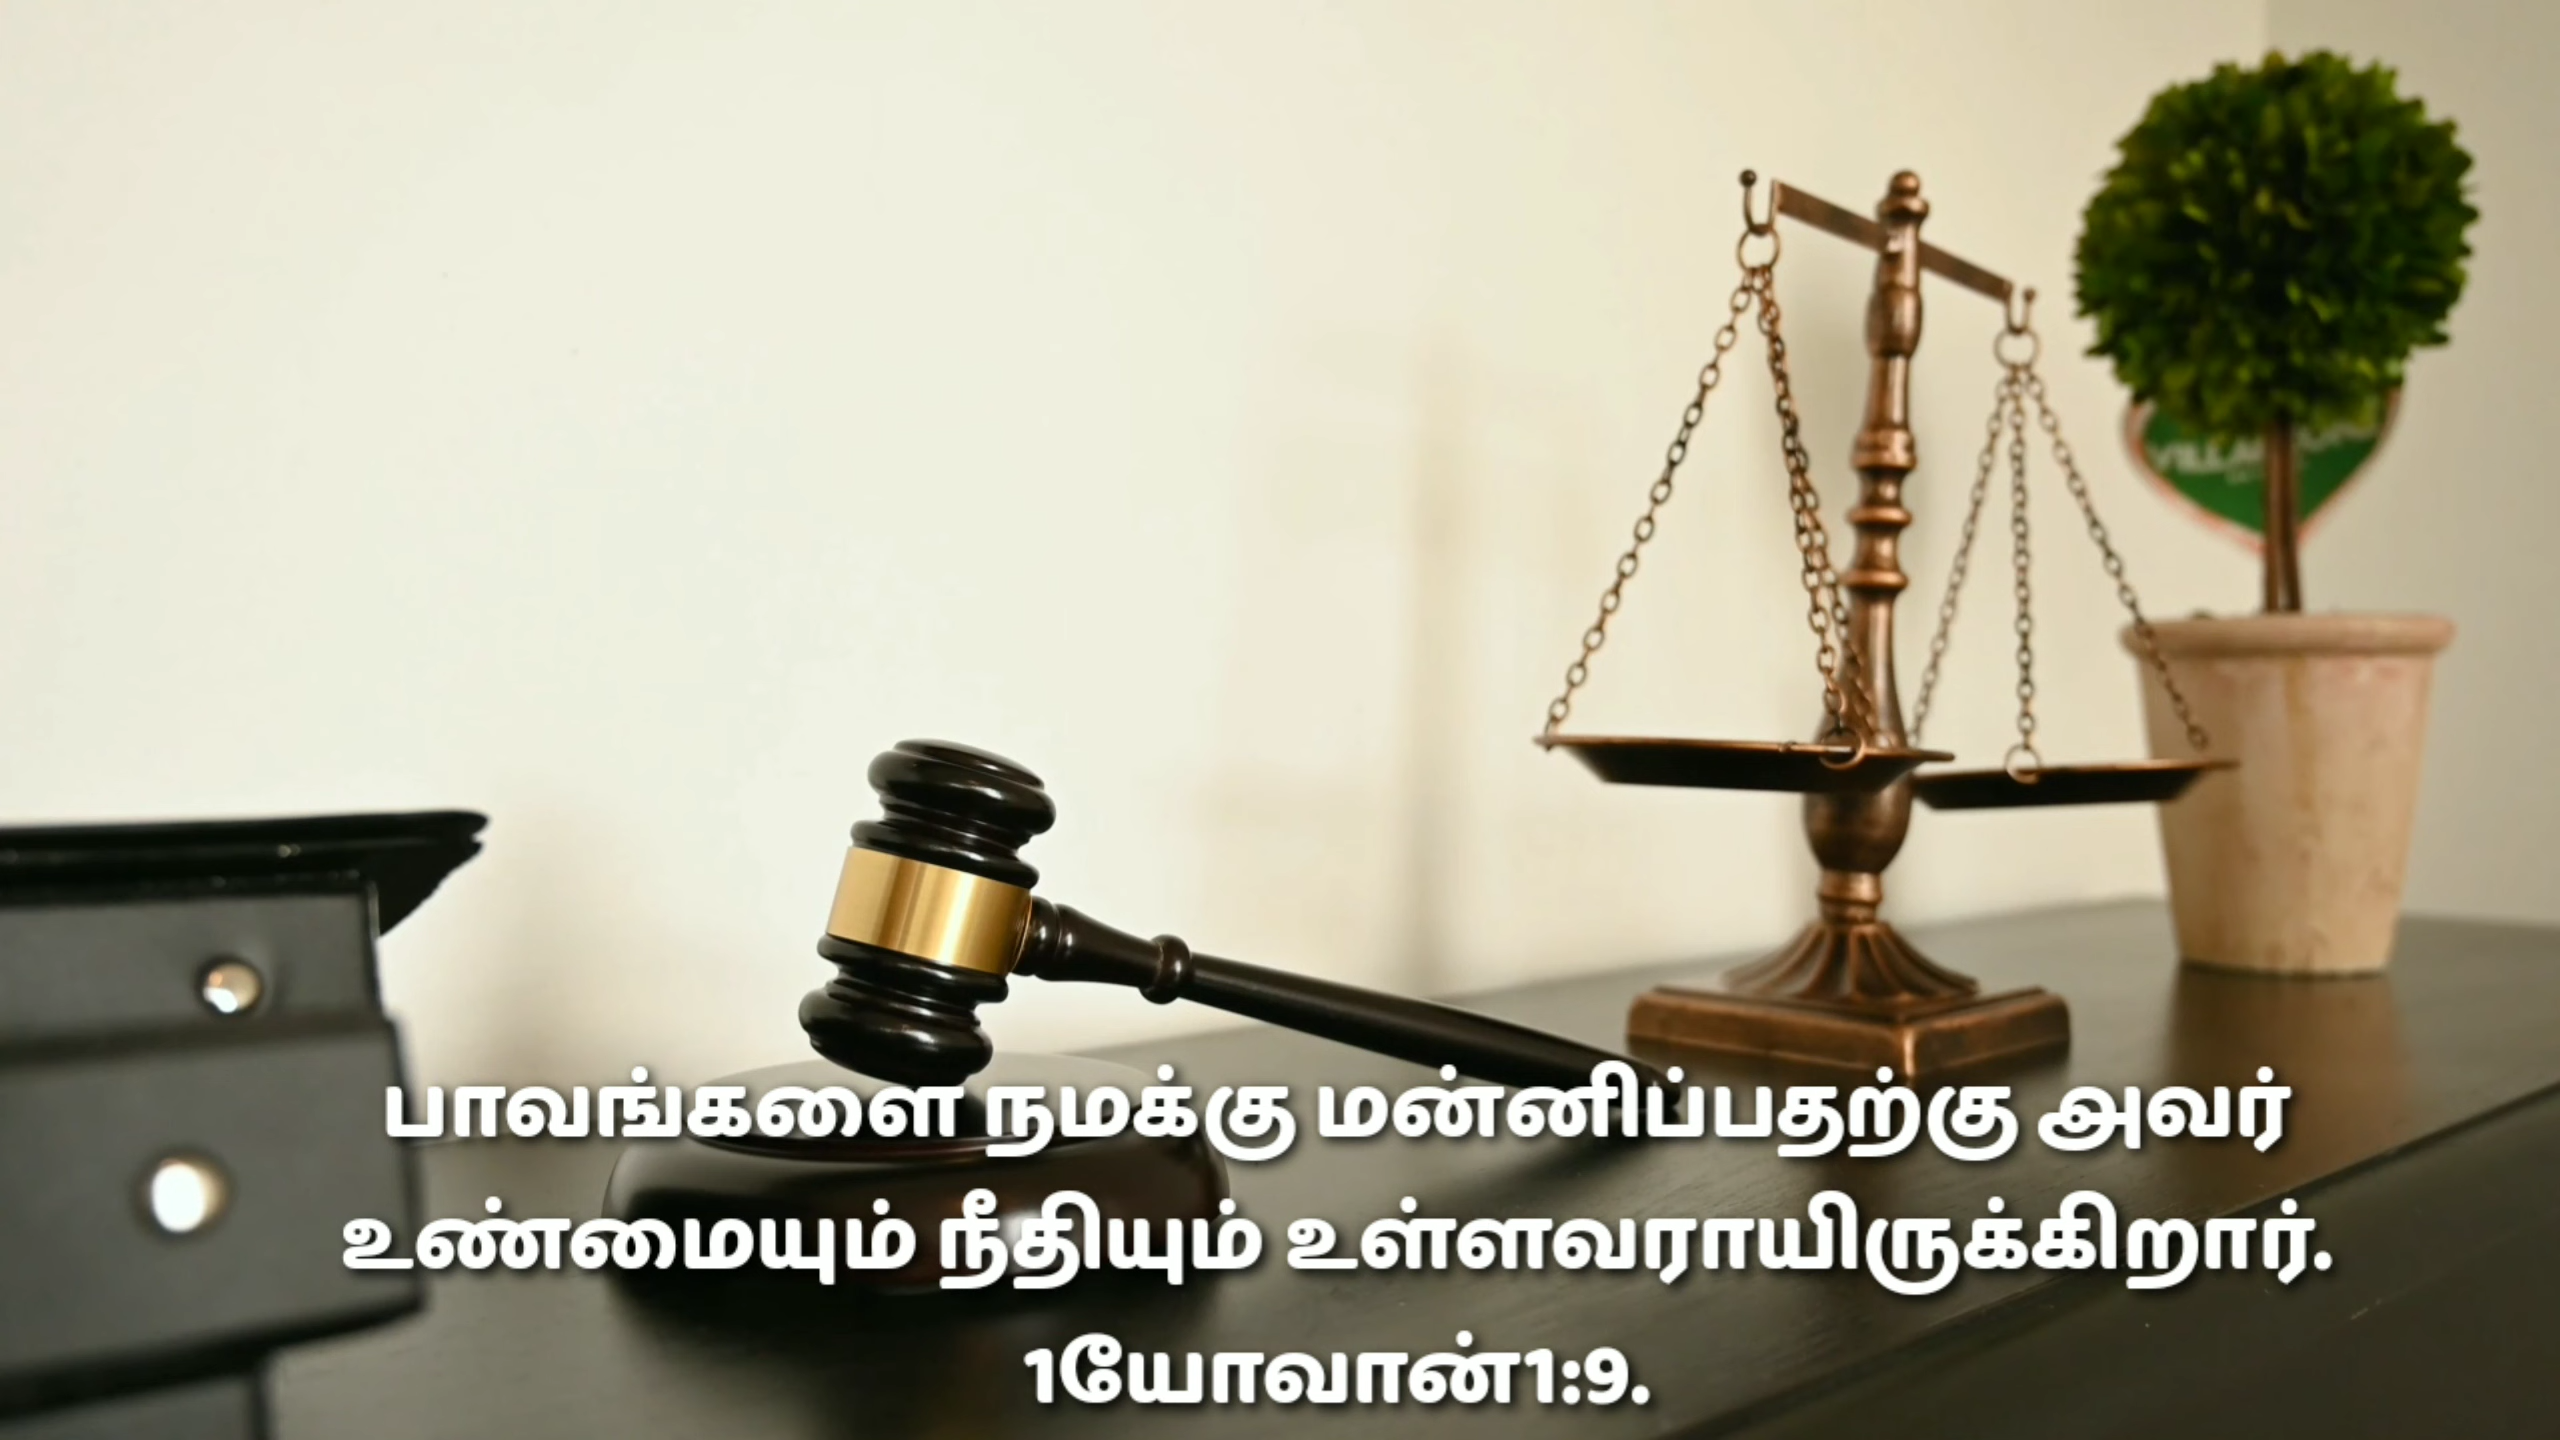 பாவங்களை நமக்கு மன்னிப்பதற்கு அவர்
உண்மையும் நீதியும் உள்ளவராயிருக்கிறார்.
1யோவான்1:9.